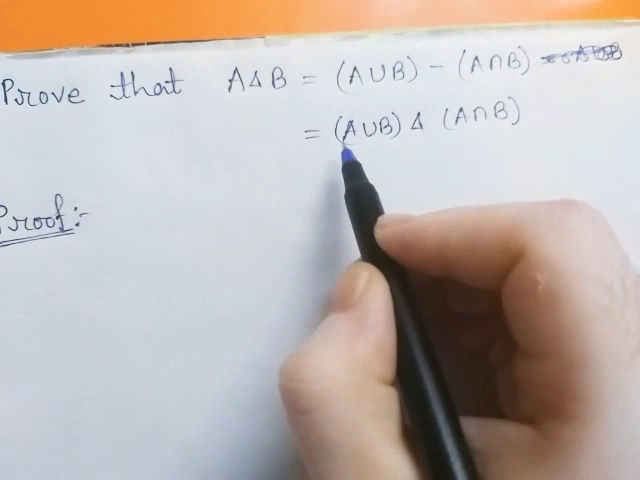 Prove that A Δ B = (A ∪ B) - (A ∩ B)
= (A ∪ B) Δ (A ∩ B)
Proof:-